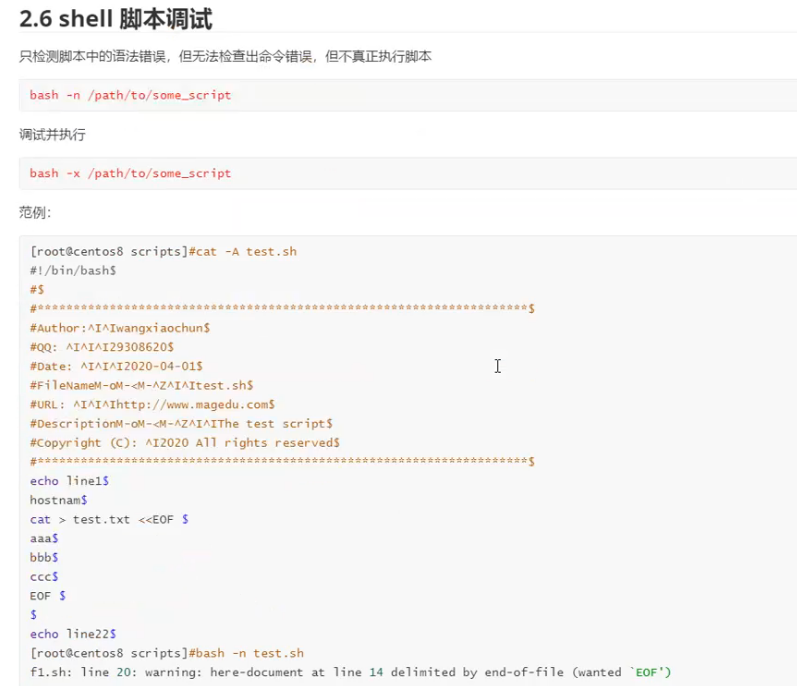 2.6 shell 脚本调试
只检测脚本中的语法错误，但无法检查出命令错误，但不真正执行脚本
bash -n /path/to/some_script
调试并执行
bash -x /path/to/some_script
范例：
[root@centos8 scripts]#cat -A test.sh
#!/bin/bash$
#$
#********************************************************************$
#Author:^I^Iwangxiaochun$
#QQ: ^I^I^I29308620$
#Date: ^I^I^I2020-04-01$
#FileNameM-oM-<M-^Z^I^Itest.sh$
#URL: ^I^I^Ihttp://www.magedu.com$
#DescriptionM-oM-<M-^Z^I^IThe test script$
#Copyright (C): ^I2020 All rights reserved$
#********************************************************************$
echo line1$
hostnam$
cat > test.txt <<EOF $
aaa$
bbb$
ccc$
EOF $
$
echo line22$
[root@centos8 scripts]#bash -n test.sh
f1.sh: line 20: warning: here-document at line 14 delimited by end-of-file (wanted `EOF')